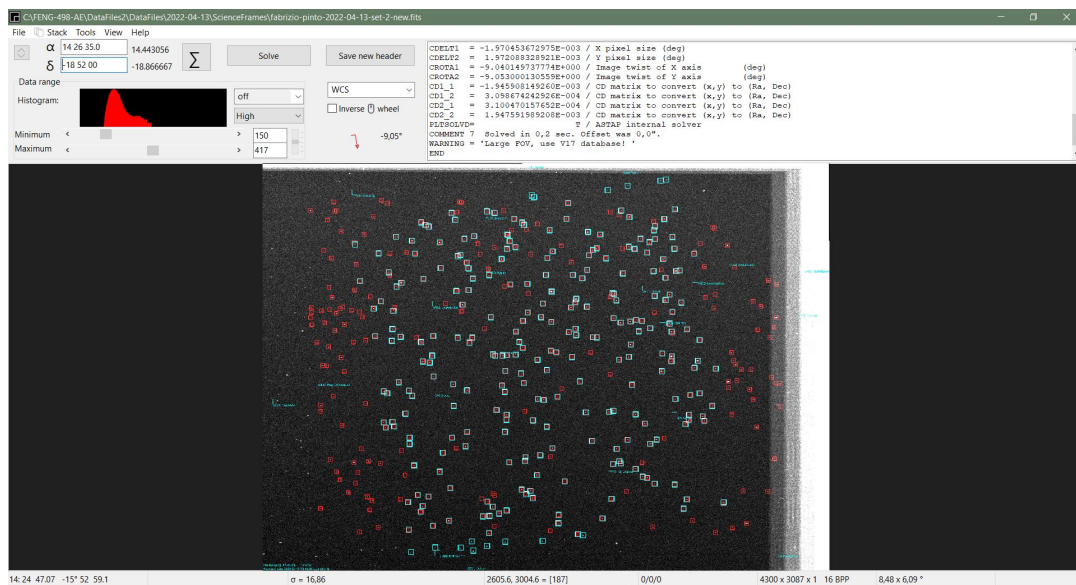 C:\FENG-498-AE\DataFiles2\DataFiles\2022-04-13\ScienceFrames\fabrizio-pinto-2022-04-13-set-2-new.fits
File Stack Tools View Help
α 14 26 35.0 14.443056
δ -18 52 00 -18.866667
Σ
Solve
Save new header
Data range
Histogram:
off
High
WCS
Inverse wheel
Minimum < > 150
Maximum < > 417
-9,05°
CDELT1 = -1.970453672975E-003 / X pixel size (deg)
CDELT2 = 1.972088328921E-003 / Y pixel size (deg)
CROTA1 = -9.040149737774E+000 / Image twist of X axis (deg)
CROTA2 = -9.053000130559E+000 / Image twist of Y axis (deg)
CD1_1 = -1.945908149260E-003 / CD matrix to convert (x,y) to (Ra, Dec)
CD1_2 = 3.098674242926E-004 / CD matrix to convert (x,y) to (Ra, Dec)
CD2_1 = 3.100470157652E-004 / CD matrix to convert (x,y) to (Ra, Dec)
CD2_2 = 1.947591989208E-003 / CD matrix to convert (x,y) to (Ra, Dec)
PLTSOLVD= T / ASTAP internal solver
COMMENT 7 Solved in 0,2 sec. Offset was 0,0".
WARNING = 'Large FOV, use V17 database! '
END
14: 24 47.07 -15° 52 59.1
σ = 16,86
2605.6, 3004.6 = [187]
0/0/0
4300 x 3087 x 1 16 BPP
8,48 x 6,09 °